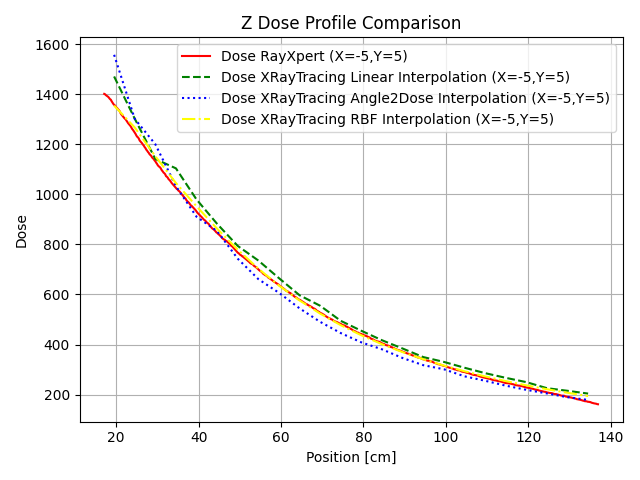 Z Dose Profile Comparison
Dose RayXpert (X=-5,Y=5)
Dose XRayTracing Linear Interpolation (X=-5,Y=5)
Dose XRayTracing Angle2Dose Interpolation (X=-5,Y=5)
Dose XRayTracing RBF Interpolation (X=-5,Y=5)
1600
1400
1200
1000
800
600
400
200
Dose
20 40 60 80 100 120 140
Position [cm]